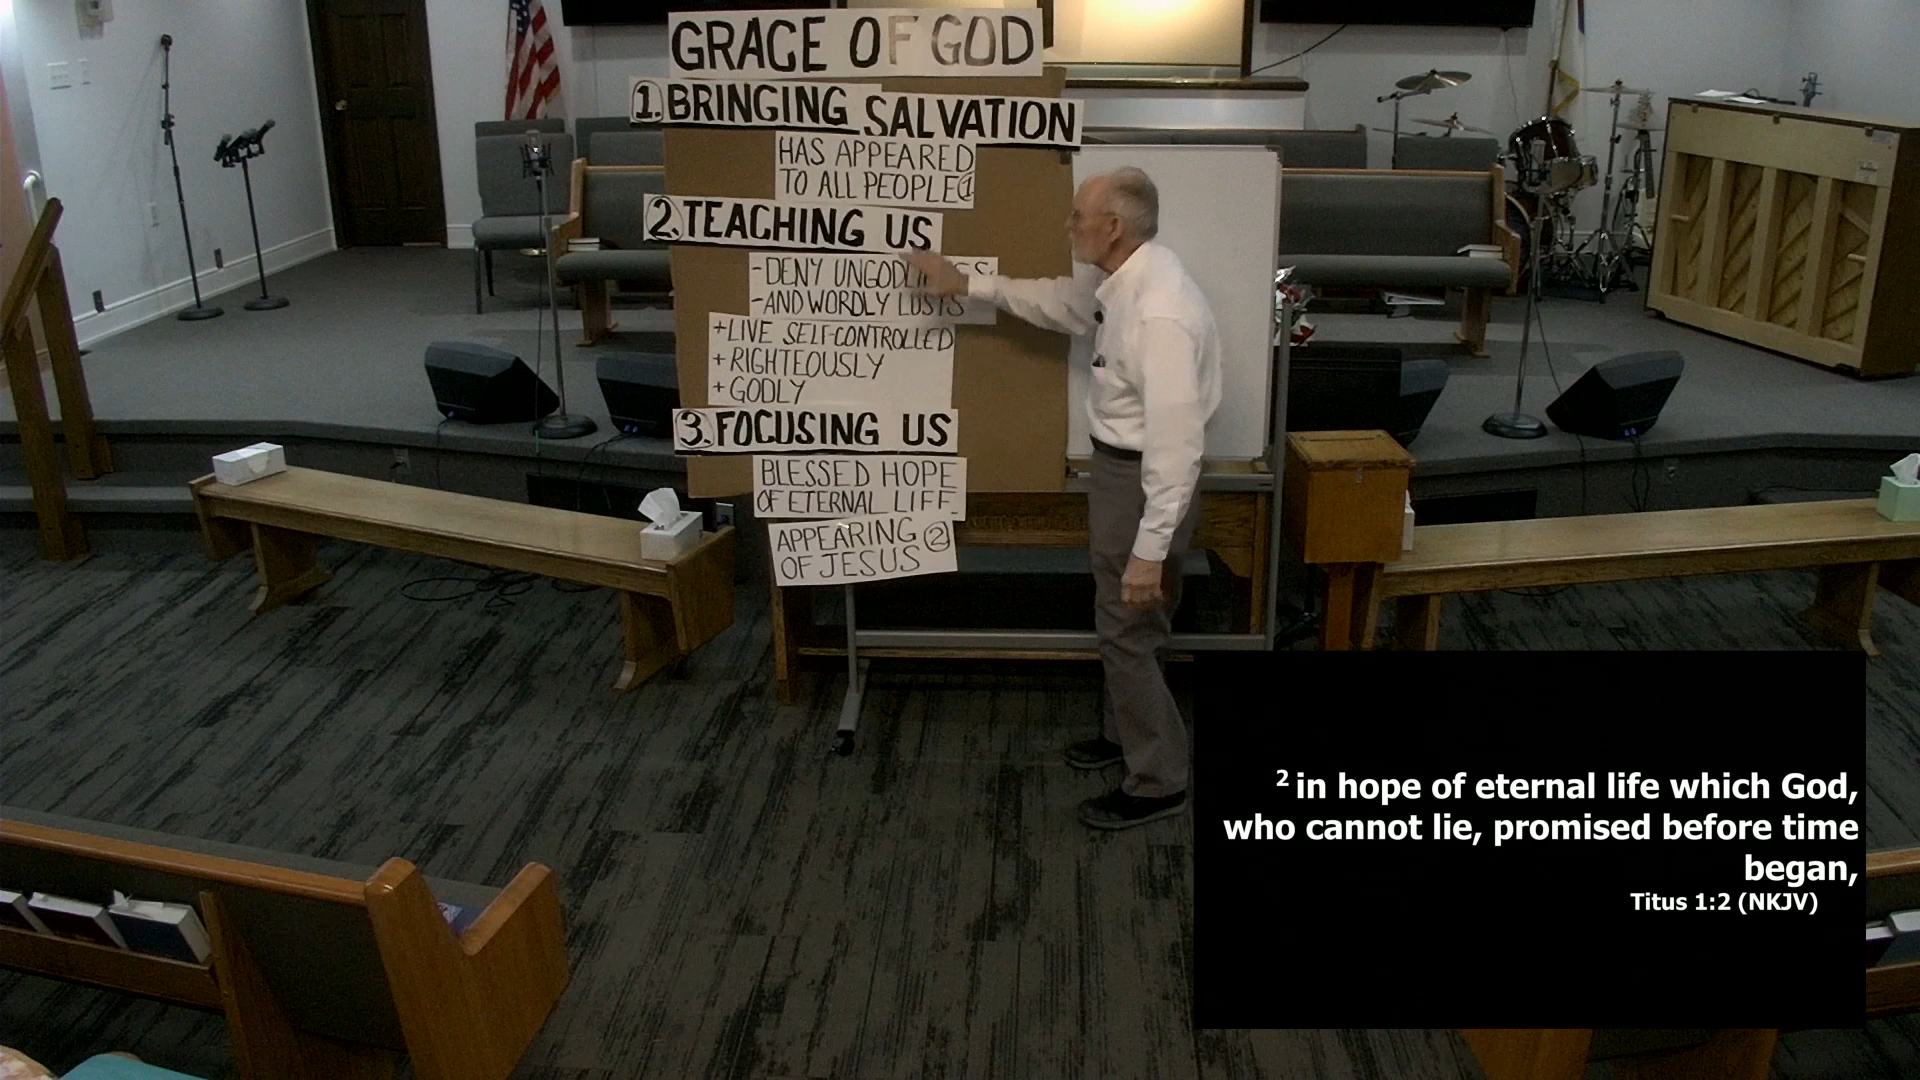 GRACE OF GOD
1. BRINGING SALVATION
HAS APPEARED
TO ALL PEOPLE 1
2. TEACHING US
-DENY
-AND WORDLY LUSTS
+LIVE SELF-CONTROLLED
+RIGHTEOUSLY
+GODLY
3. FOCUSING US
BLESSED HOPE
OF ETERNAL LIFE
APPEARING 2
OF JESUS
2 in hope of eternal life which God,
who cannot lie, promised before time
began,
Titus 1:2 (NKJV)